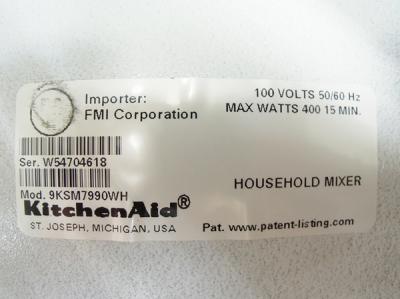 Importer:
FMI Corporation
100 VOLTS 50/60 Hz
MAX WATTS 400 15 MIN.
Ser. W54704618
Mod. 9KSM7990WH
HOUSEHOLD MIXER
KitchenAid®
ST. JOSEPH, MICHIGAN, USA
Pat. www.patent-listing.com